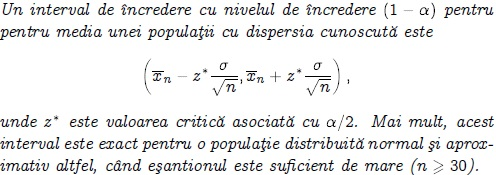 Un interval de încredere cu nivelul de încredere (1 − α) pentru
pentru media unei populaţii cu dispersia cunoscută este
( x̅ₙ − z* σ/√n, x̅ₙ + z* σ/√n ) ,
unde z* este valoarea critică asociată cu α/2. Mai mult, acest
interval este exact pentru o populaţie distribuită normal şi aprox-
imativ altfel, când eşantionul este suficient de mare (n ⩾ 30).